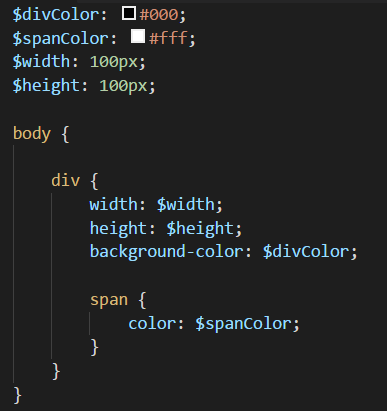 $divColor: #000;
$spanColor: #fff;
$width: 100px;
$height: 100px;

body {

    div {
        width: $width;
        height: $height;
        background-color: $divColor;

        span {
            color: $spanColor;
        }
    }
}